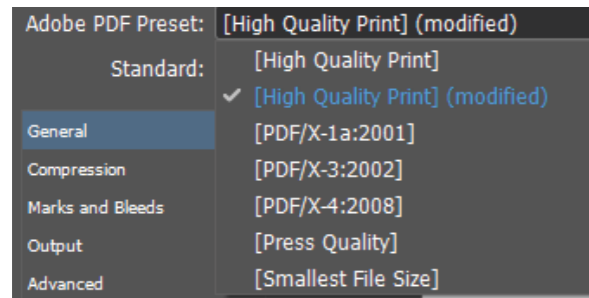 Adobe PDF Preset: [High Quality Print] (modified)
Standard: [High Quality Print]
[High Quality Print] (modified)
General [PDF/X-1a:2001]
Compression [PDF/X-3:2002]
Marks and Bleeds [PDF/X-4:2008]
Output [Press Quality]
Advanced [Smallest File Size]